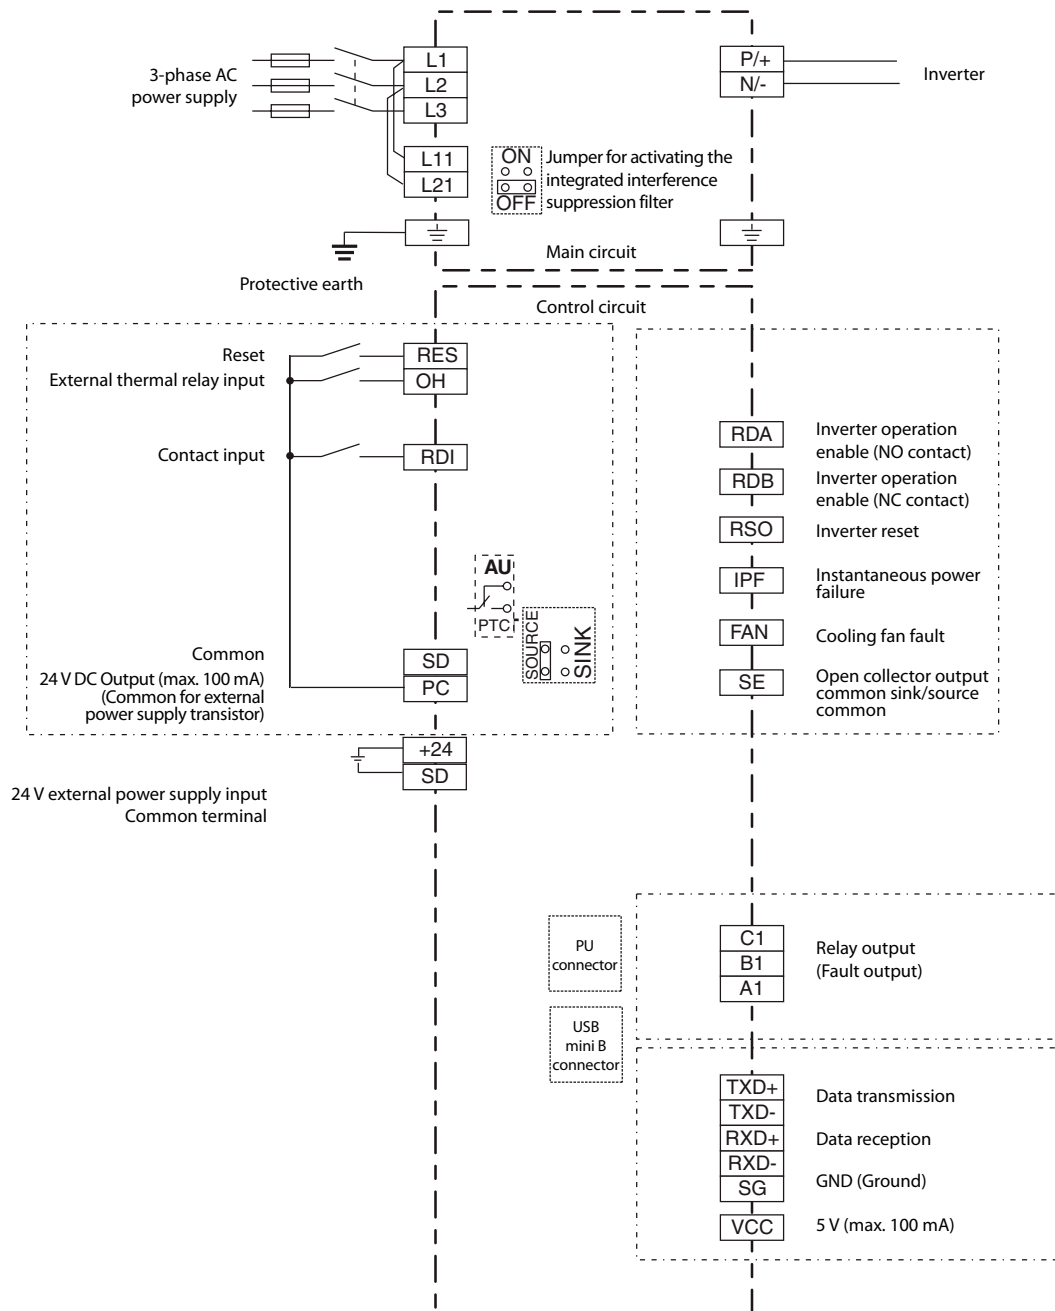 3-phase AC
power supply
L1
L2
L3
L11
L21
ON
OFF
Jumper for activating the
integrated interference
suppression filter
P/+
N/-
Inverter
Main circuit
Protective earth
Control circuit
Reset
RES
External thermal relay input
OH
Contact input
RDI
AU
PTC
SOURCE
SINK
Common
SD
24 V DC Output (max. 100 mA)
PC
(Common for external
power supply transistor)
+24
SD
24 V external power supply input
Common terminal
RDA
Inverter operation
enable (NO contact)
RDB
Inverter operation
enable (NC contact)
RSO
Inverter reset
IPF
Instantaneous power
failure
FAN
Cooling fan fault
SE
Open collector output
common sink/source
common
PU
connector
USB
mini B
connector
C1
B1
A1
Relay output
(Fault output)
TXD+
TXD-
Data transmission
RXD+
RXD-
Data reception
SG
GND (Ground)
VCC
5 V (max. 100 mA)